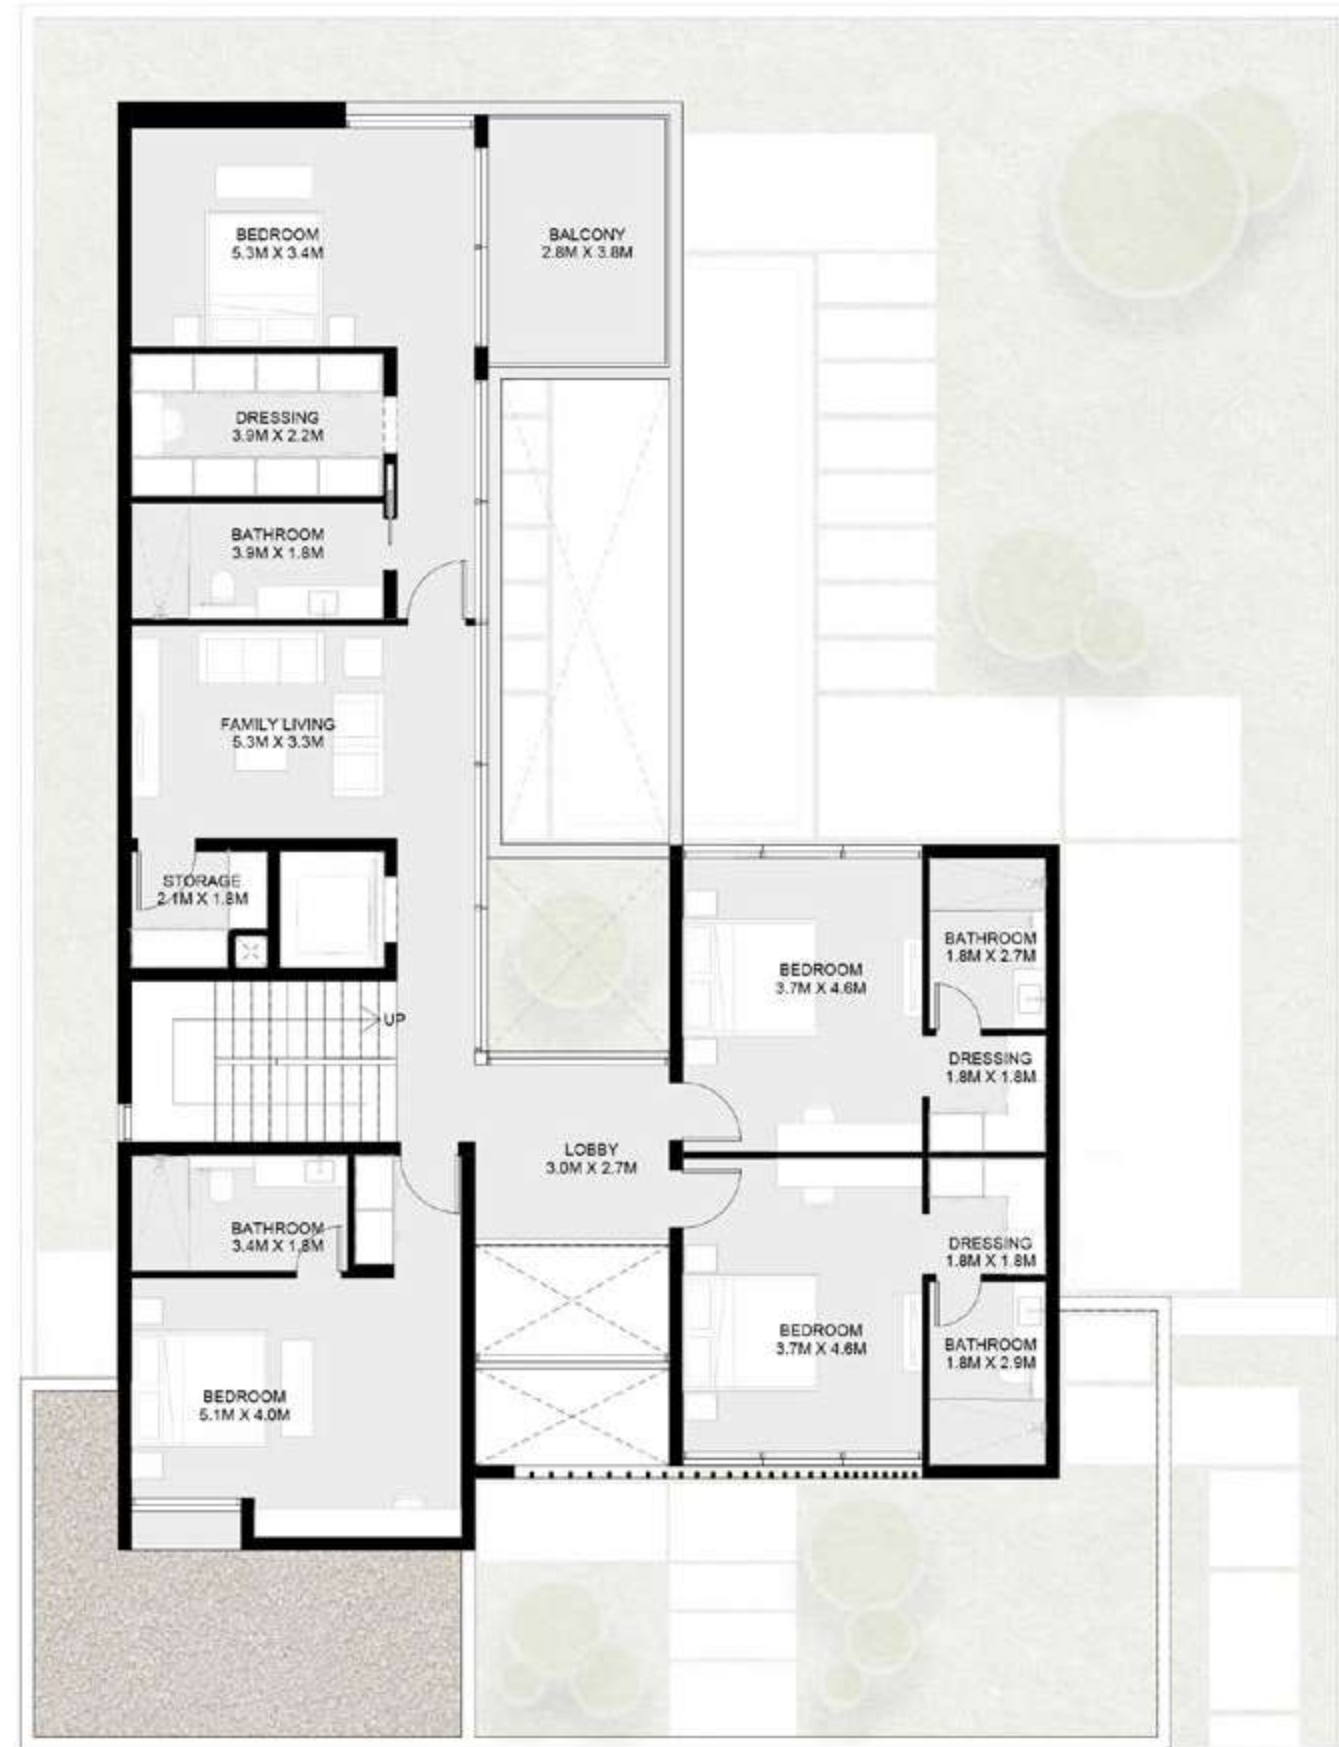 BEDROOM
5.3M X 3.4M
BALCONY
2.8M X 3.8M
DRESSING
3.9M X 2.2M
BATHROOM
3.9M X 1.8M
FAMILY LIVING
5.3M X 3.3M
STORAGE
2.1M X 1.8M
UP
BEDROOM
3.7M X 4.6M
BATHROOM
1.8M X 2.7M
DRESSING
1.8M X 1.8M
LOBBY
3.0M X 2.7M
BATHROOM
3.4M X 1.8M
DRESSING
1.8M X 1.8M
BEDROOM
3.7M X 4.6M
BATHROOM
1.8M X 2.9M
BEDROOM
5.1M X 4.0M